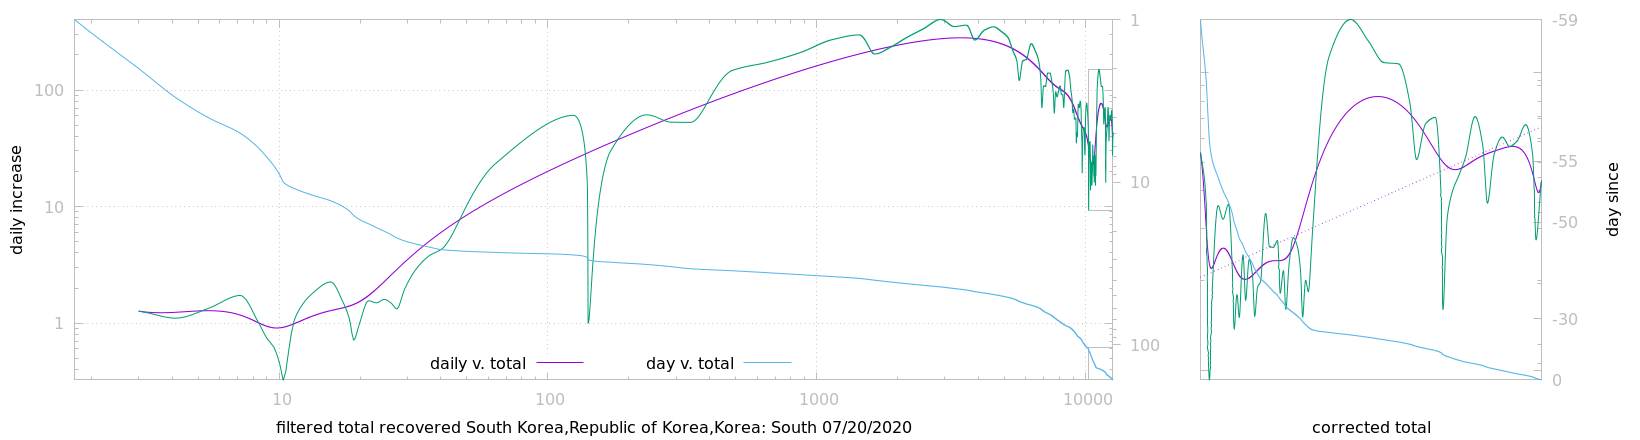 100
10
1
daily increase
10
100
1000
10000
1
10
100
daily v. total
day v. total
filtered total recovered South Korea,Republic of Korea,Korea: South 07/20/2020
-59
-55
-50
-30
0
day since
corrected total